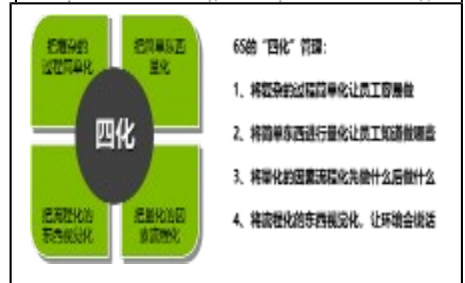 把复杂的
过程简单化
把简单东西
量化
四化
把流程化的
东西视觉化
把量化的因
素流程化
6S的“四化”管理：
1、将复杂的过程简单化让员工容易做
2、将简单东西进行量化让员工知道做哪些
3、将量化的因素流程化先做什么后做什么
4、将流程化的东西视觉化，让环境会说话